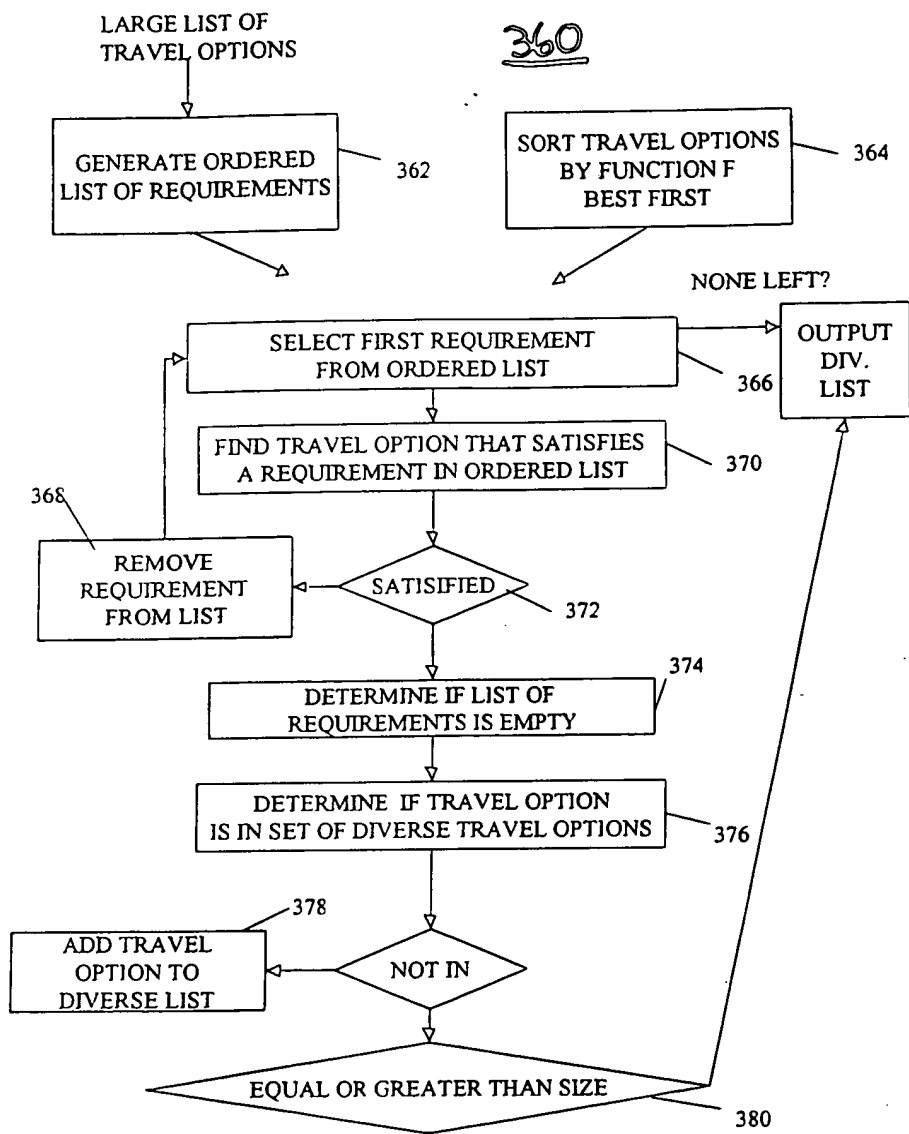 LARGE LIST OF
TRAVEL OPTIONS
360
GENERATE ORDERED
LIST OF REQUIREMENTS
362
SORT TRAVEL OPTIONS
BY FUNCTION F
BEST FIRST
364
NONE LEFT?
SELECT FIRST REQUIREMENT
FROM ORDERED LIST
366
OUTPUT
DIV.
LIST
FIND TRAVEL OPTION THAT SATISFIES
A REQUIREMENT IN ORDERED LIST
370
368
REMOVE
REQUIREMENT
FROM LIST
SATISIFIED
372
374
DETERMINE IF LIST OF
REQUIREMENTS IS EMPTY
DETERMINE IF TRAVEL OPTION
IS IN SET OF DIVERSE TRAVEL OPTIONS
376
378
ADD TRAVEL
OPTION TO
DIVERSE LIST
NOT IN
EQUAL OR GREATER THAN SIZE
380